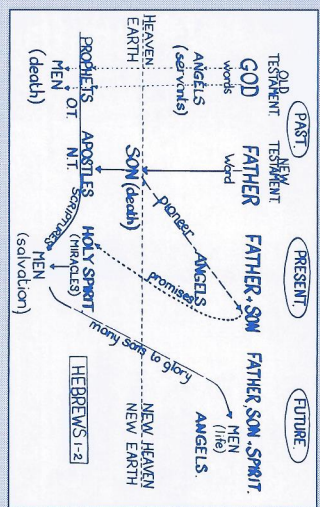 PAST.
PRESENT.
FUTURE.
OLD
TESTAMENT.
NEW
TESTAMENT.
GOD
FATHER
FATHER + SON
FATHER, SON + SPIRIT.
words
Word
ANGELS
(servants)
ANGELS
MEN
(life)
ANGELS.
pioneer
promises
HEAVEN
EARTH
SON (death)
NEW HEAVEN
NEW EARTH
many sons to glory
PROPHETS
APOSTLES
HOLY SPIRIT
(MIRACLES)
O.T.
N.T.
SCRIPTURES
MEN
(death)
MEN
(salvation)
HEBREWS 1-2